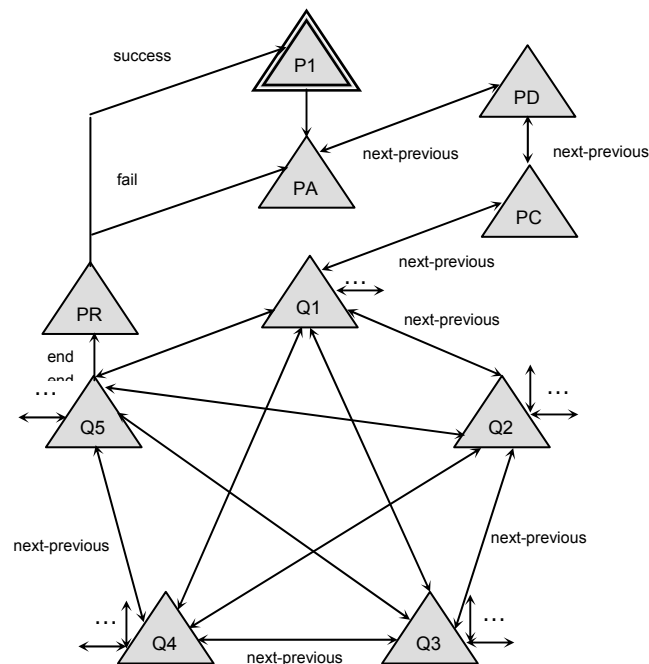 success
P1
PD
next-previous
next-previous
fail
PA
PC
next-previous
...
Q1
PR
next-previous
end
end
...
...
Q5
Q2
next-previous
next-previous
...
...
Q4
Q3
next-previous